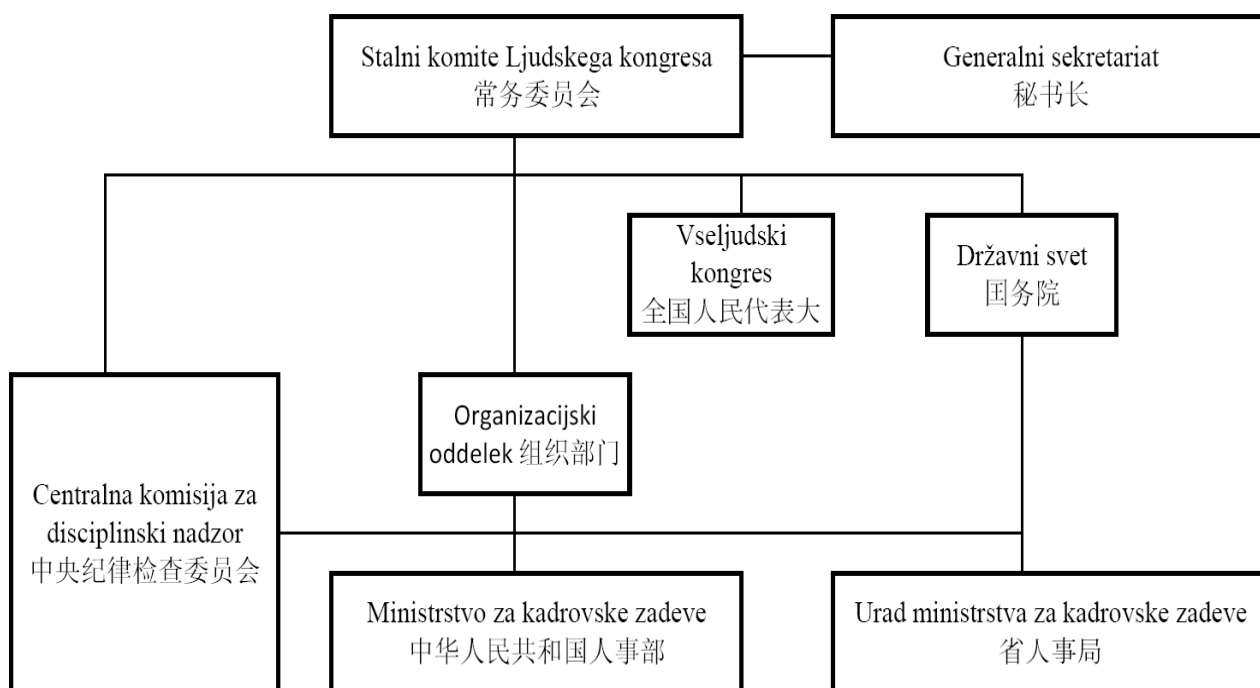 Stalni komite Ljudskega kongresa
常务委员会
Generalni sekretariat
秘书长
Vseljudski
kongres
全国人民代表大
Državni svet
国务院
Organizacijski
oddelek 组织部门
Centralna komisija za
disciplinski nadzor
中央纪律检查委员会
Ministrstvo za kadrovske zadeve
中华人民共和国人事部
Urad ministrstva za kadrovske zadeve
省人事局